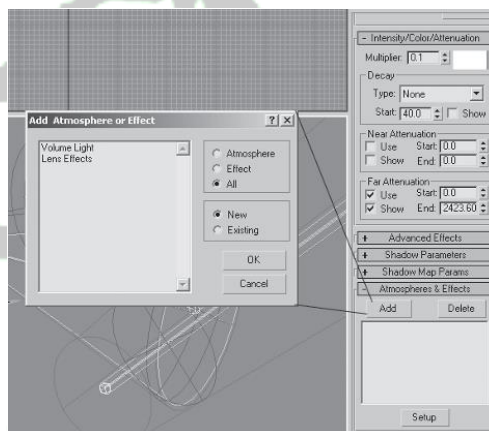 - Intensity/Color/Attenuation
Multiplier: 0.1
Decay
Type: None
Start: 40.0 Show
Near Attenuation
Use Start: 0.0
Show End: 0.0
Far Attenuation
Use Start: 0.0
Show End: 2423.60
+ Advanced Effects
+ Shadow Parameters
+ Shadow Map Params
- Atmospheres & Effects
Add Delete
Setup
Add Atmosphere or Effect ? X
Volume Light
Lens Effects
Atmosphere
Effect
All
New
Existing
OK
Cancel